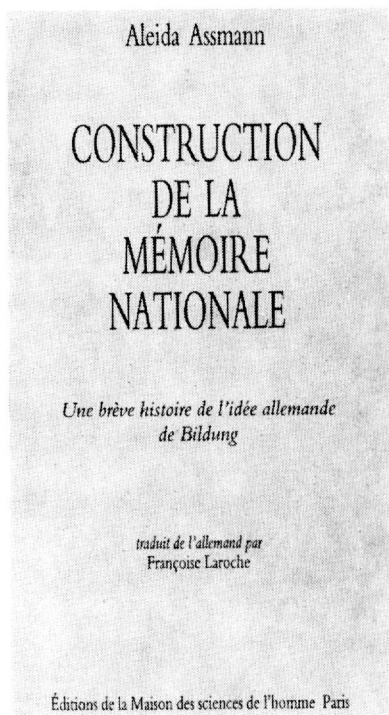 Aleida Assmann
CONSTRUCTION
DE LA
MÉMOIRE
NATIONALE
Une brève histoire de l'idée allemande
de Bildung
traduit de l'allemand par
Françoise Laroche
Éditions de la Maison des sciences de l'homme Paris